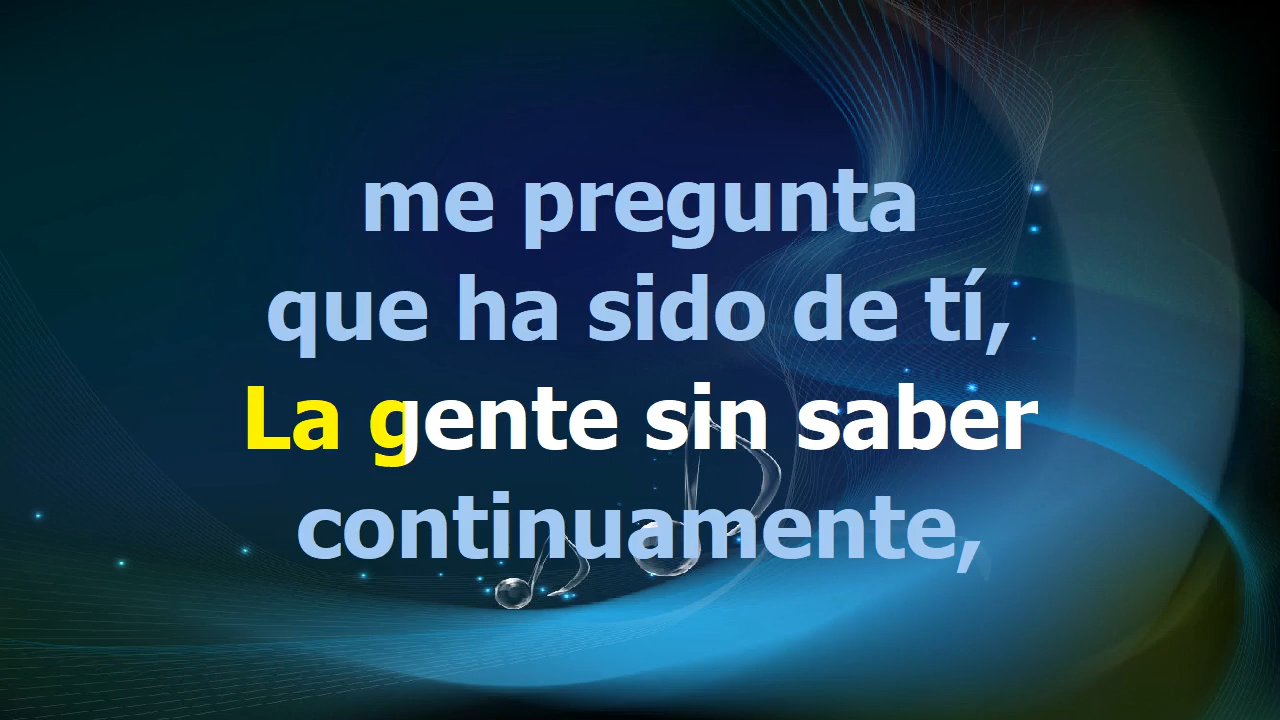 me pregunta
que ha sido de tí,
La gente sin saber
continuamente,